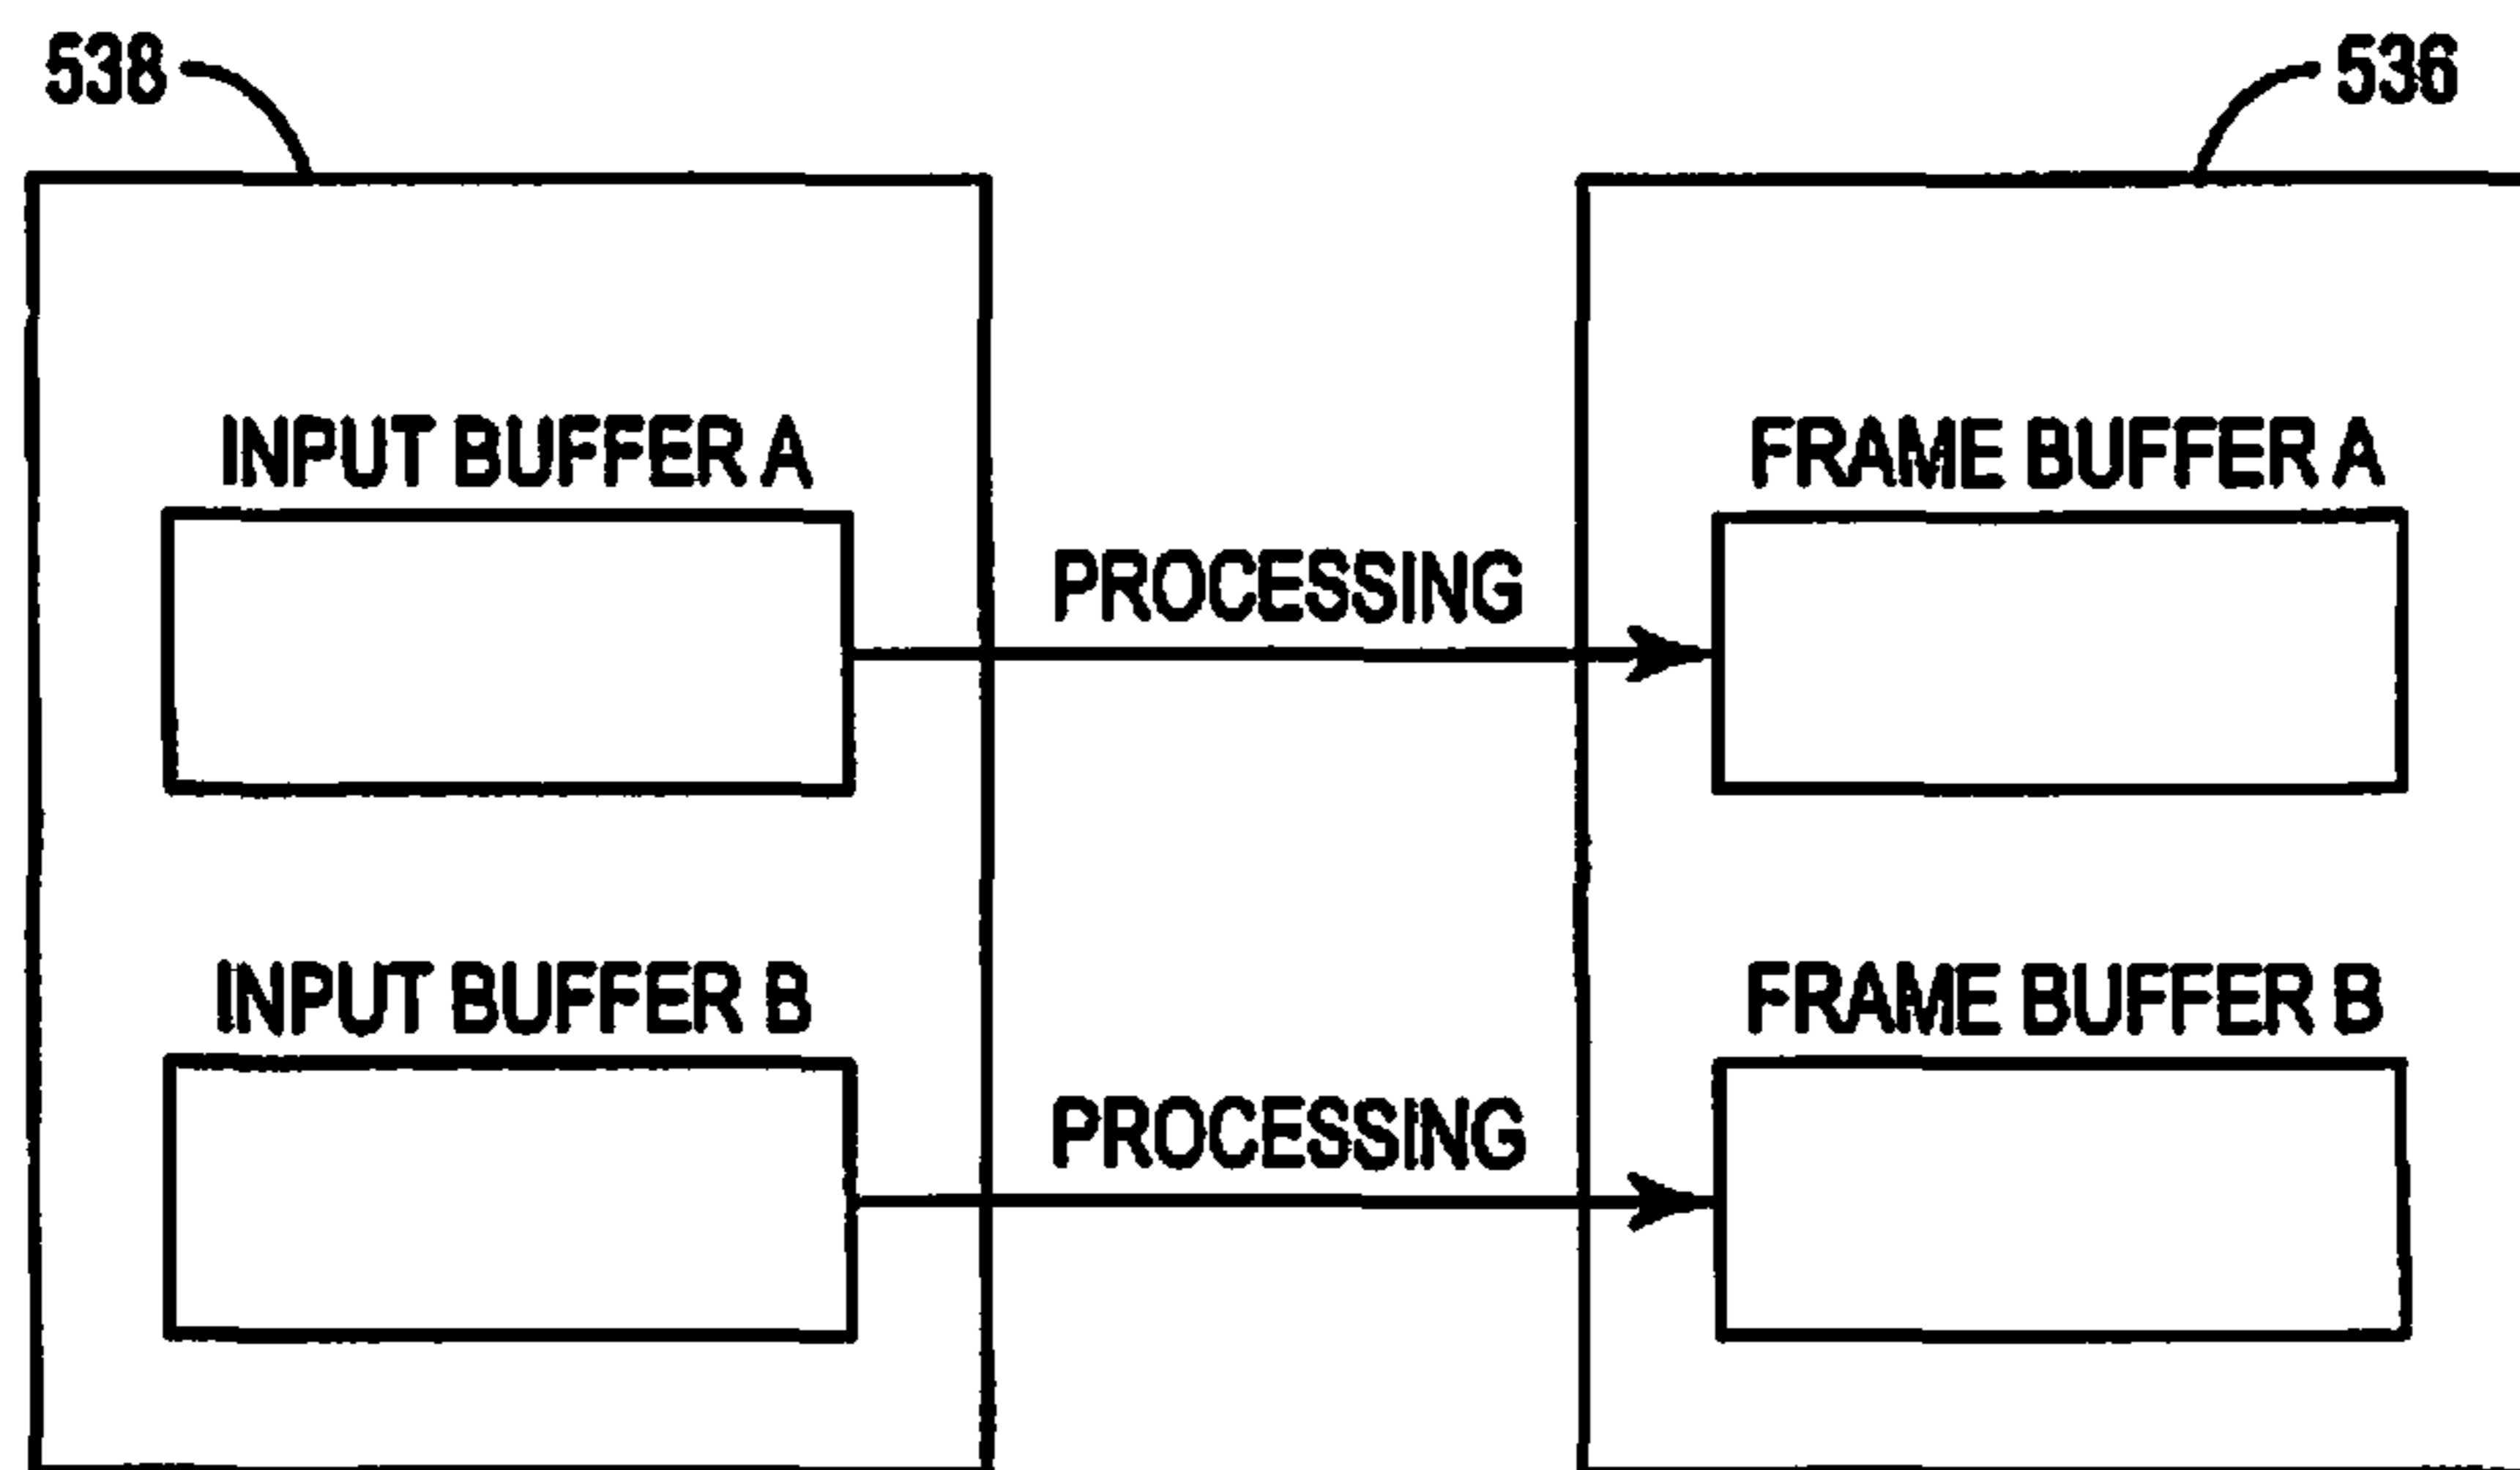 538
536
INPUT BUFFER A
FRAME BUFFER A
PROCESSING
INPUT BUFFER B
FRAME BUFFER B
PROCESSING